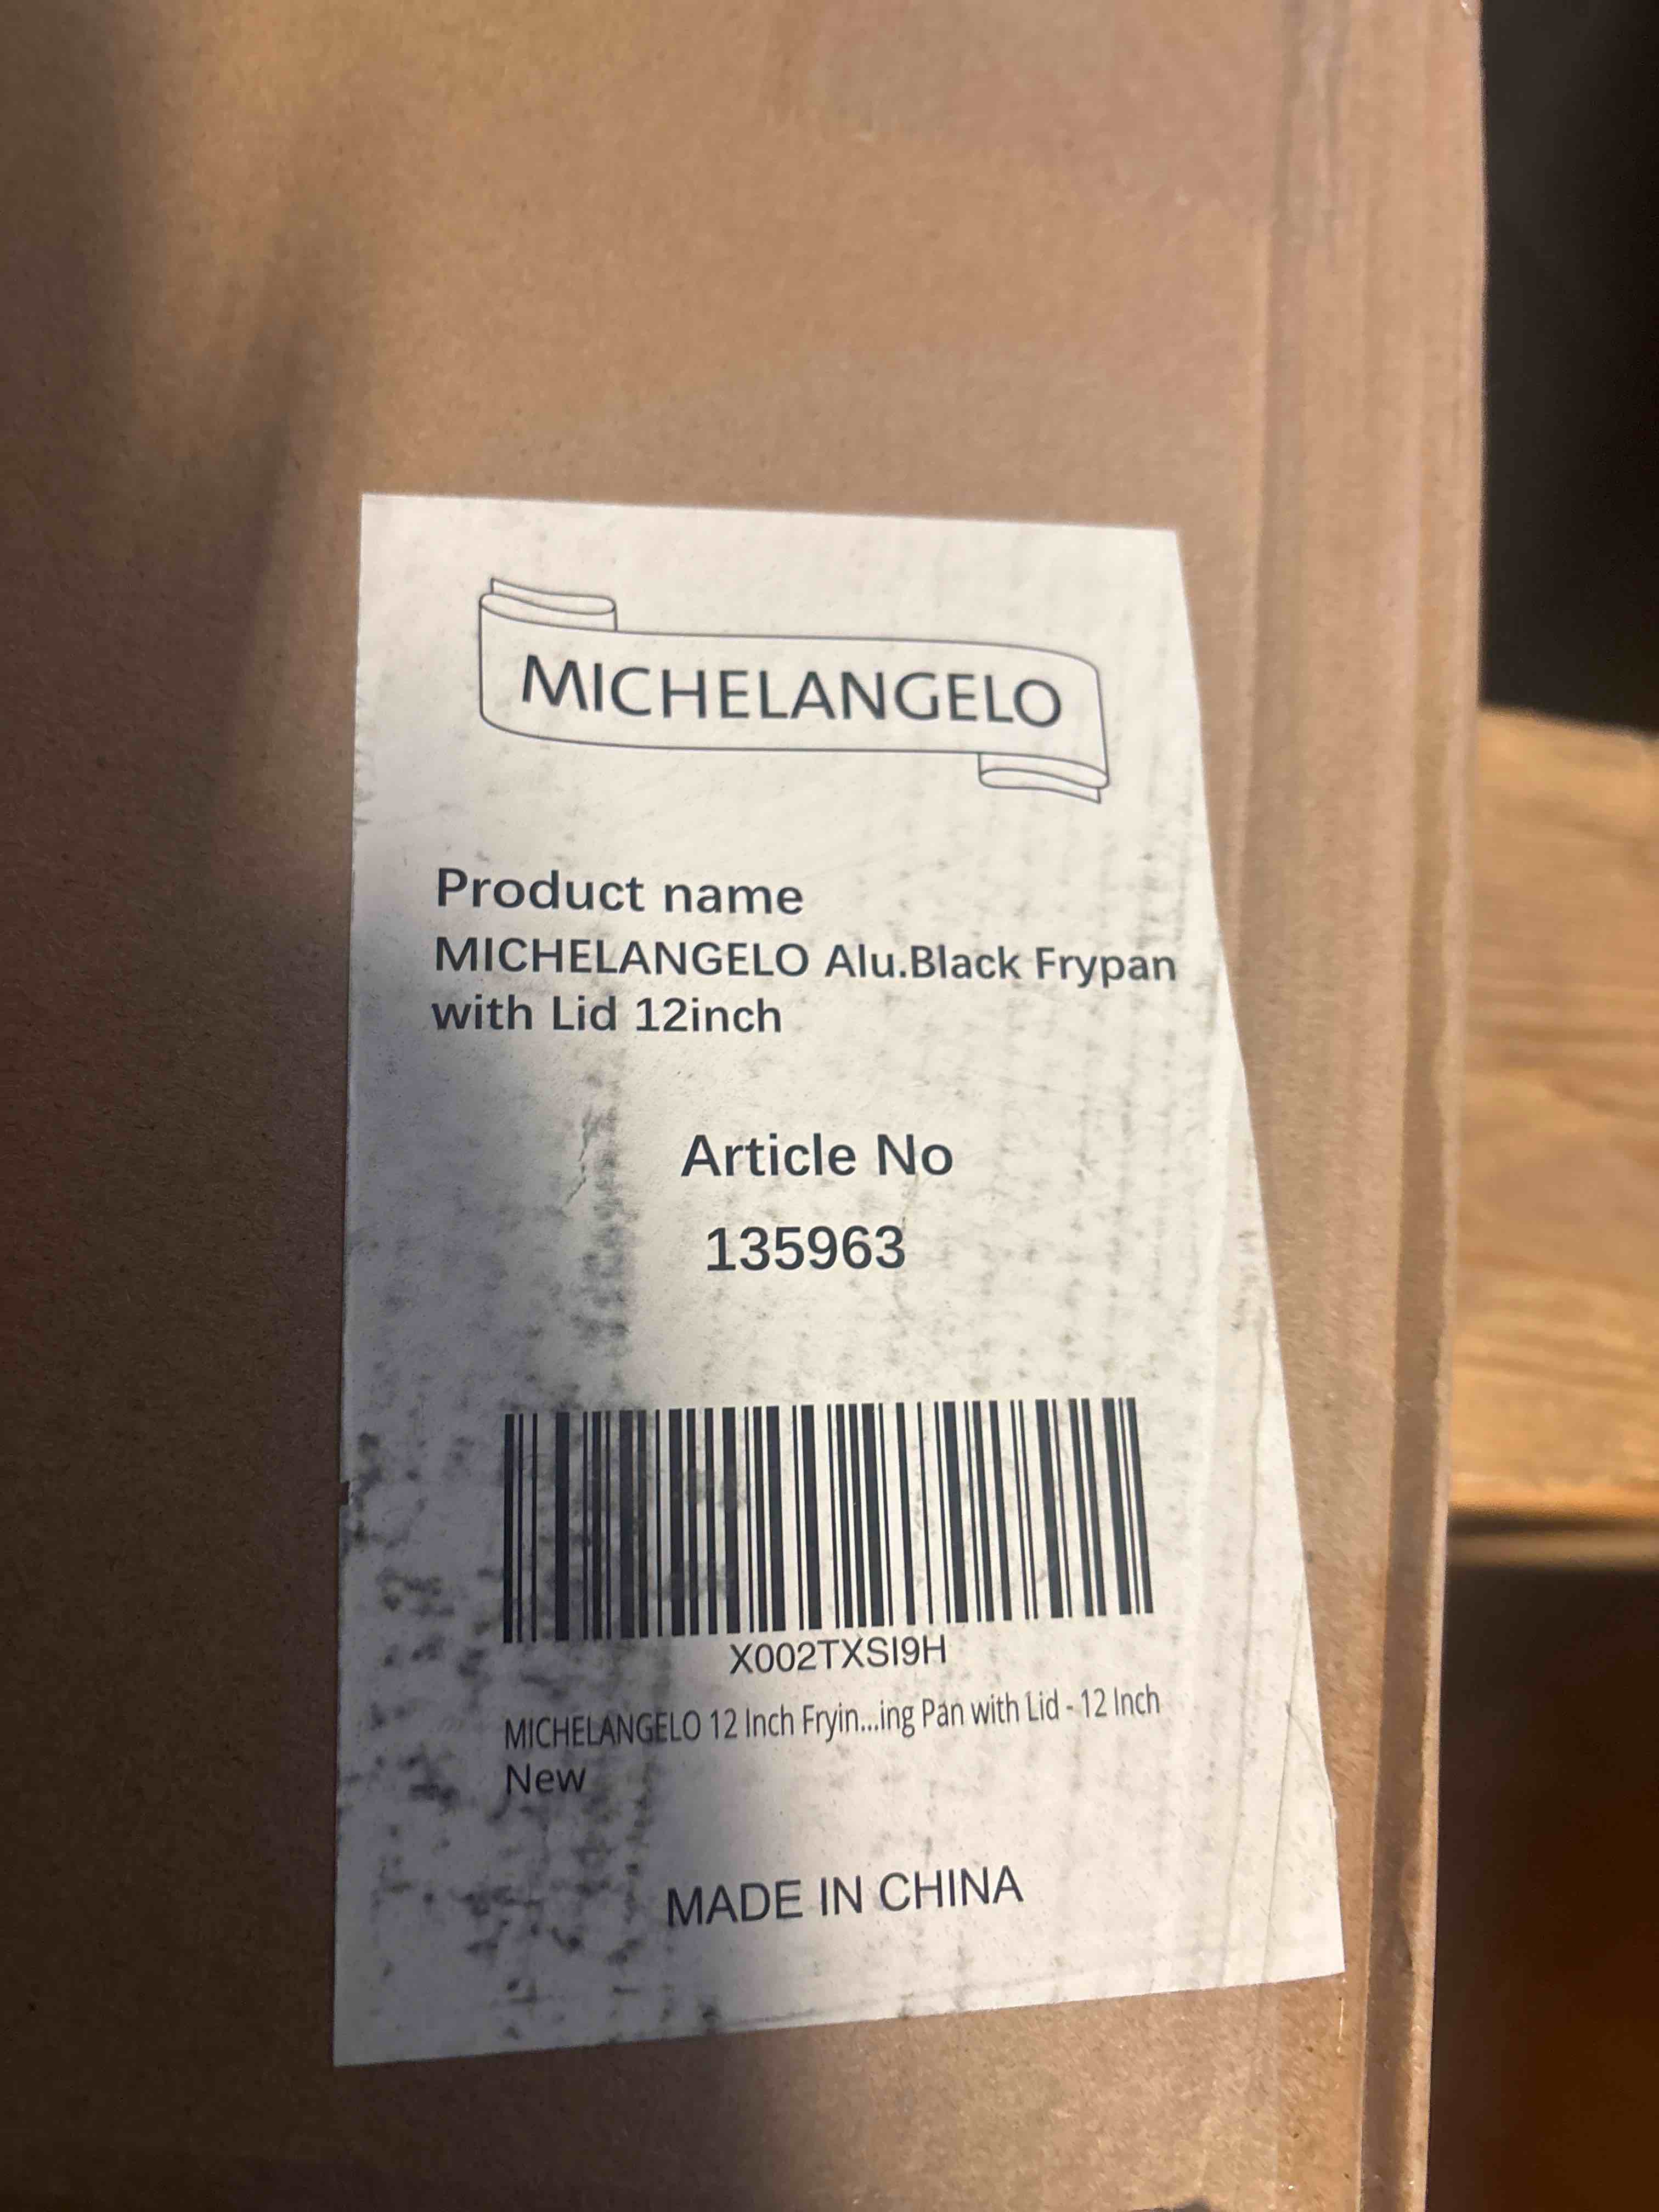 MICHELANGELO
Product name
MICHELANGELO Alu.Black Frypan
with Lid 12inch
Article No
135963
X002TXSI9H
MICHELANGELO 12 Inch Fryin...ing Pan with Lid - 12 Inch
New
MADE IN CHINA